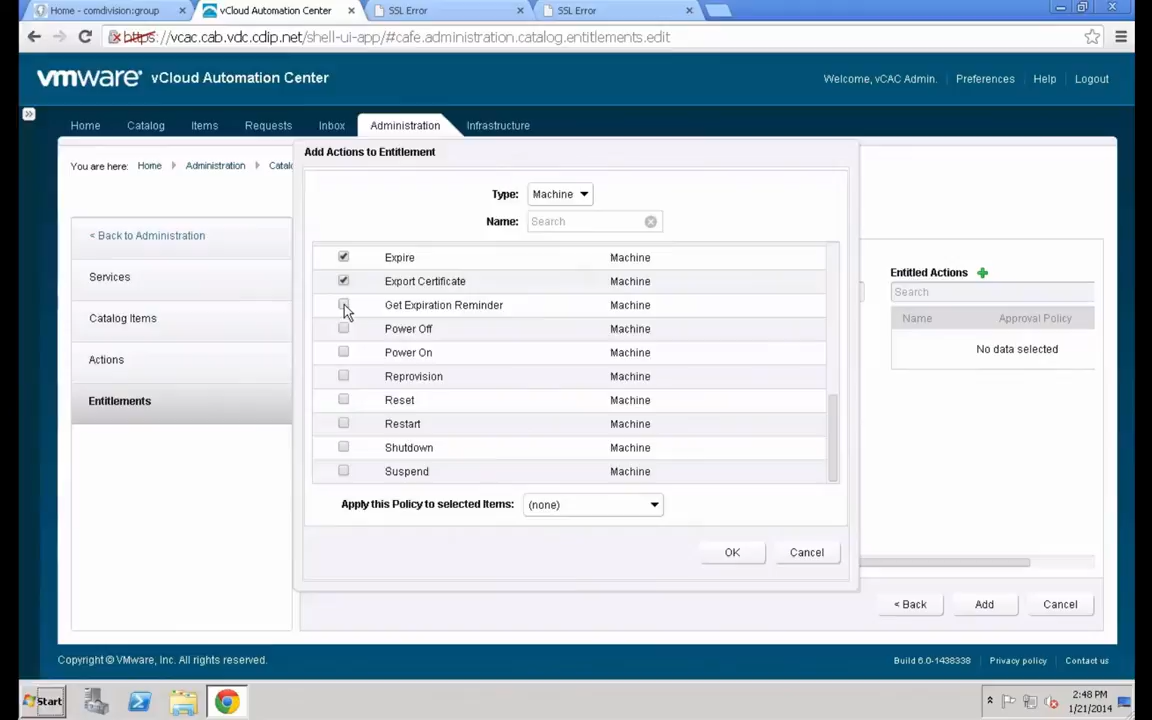 Home - comdivision:group
vCloud Automation Center
SSL Error
SSL Error
https://vcac.cab.vdc.cdip.net/shell-ui-app/#cafe.administration.catalog.entitlements.edit
vmware® vCloud Automation Center
Welcome, vCAC Admin. Preferences Help Logout
Home Catalog Items Requests Inbox Administration Infrastructure
You are here: Home Administration
Add Actions to Entitlement
Type: Machine
Name: Search
< Back to Administration
Services
Catalog Items
Actions
Entitlements
Expire Machine
Export Certificate Machine
Get Expiration Reminder Machine
Power Off Machine
Power On Machine
Reprovision Machine
Reset Machine
Restart Machine
Shutdown Machine
Suspend Machine
Apply this Policy to selected Items: (none)
OK Cancel
Entitled Actions
Search
Name Approval Policy
No data selected
< Back Add Cancel
Copyright © VMware, Inc. All rights reserved.
Build 6.0-1438338 Privacy policy Contact us
Start
2:48 PM
1/21/2014